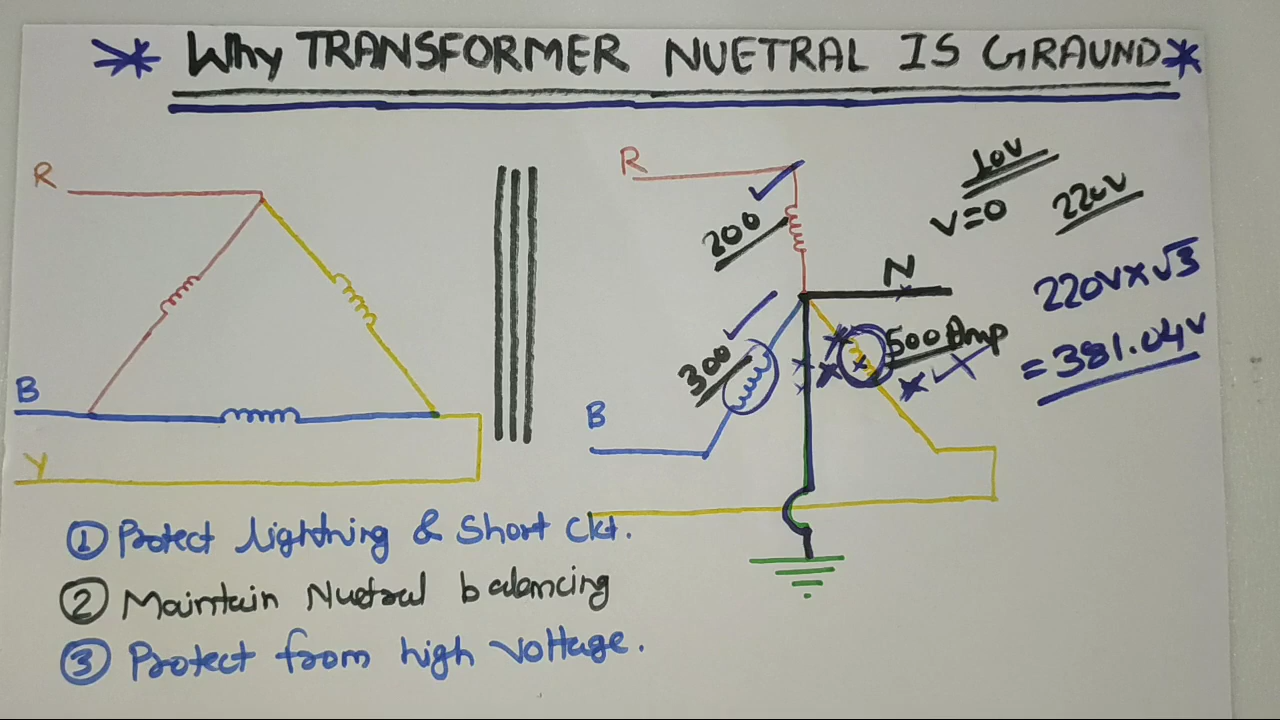 * Why TRANSFORMER NUETRAL IS GRAUND *
R
B
Y
R
200
N
10V
V=0
220V
220V×√3
= 381.04V
300
500 Amp
B
① Protect lightning & Short Ckt.
② Maintain Nuetral balancing
③ Protect from high voltage.